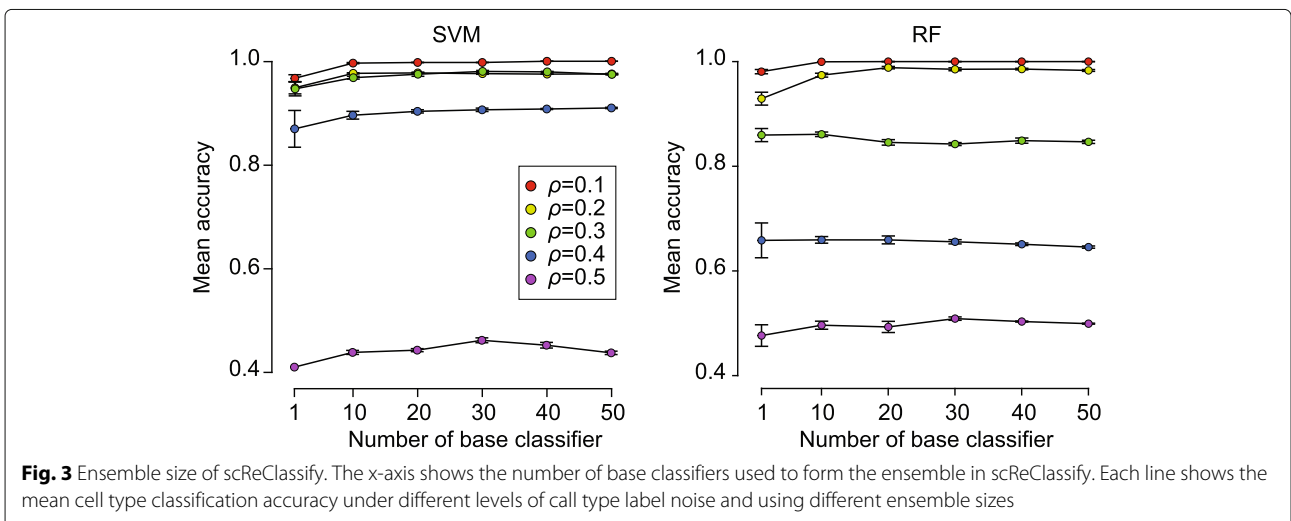 SVM
1.0
0.8
0.6
0.4
Mean accuracy
1 10 20 30 40 50
Number of base classifier
ρ=0.1
ρ=0.2
ρ=0.3
ρ=0.4
ρ=0.5
RF
1.0
0.8
0.6
0.4
Mean accuracy
1 10 20 30 40 50
Number of base classifier
Fig. 3 Ensemble size of scReClassify. The x-axis shows the number of base classifiers used to form the ensemble in scReClassify. Each line shows the
mean cell type classification accuracy under different levels of call type label noise and using different ensemble sizes